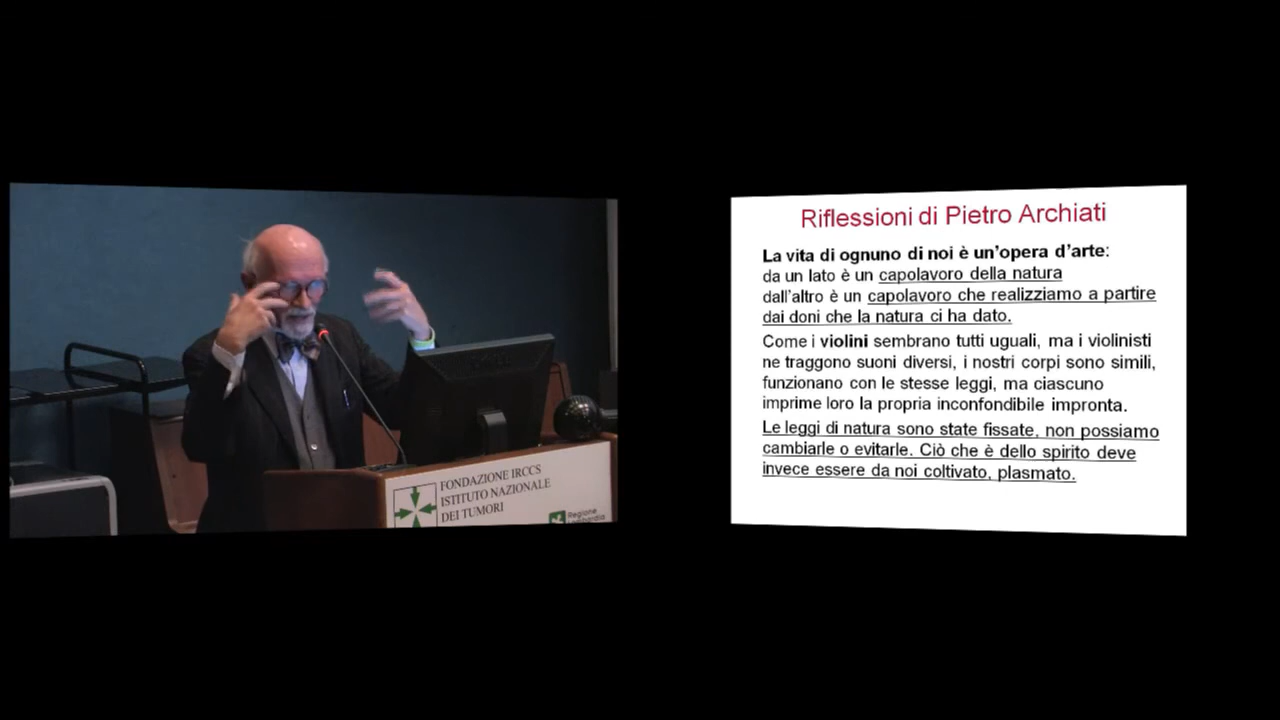 FONDAZIONE IRCCS
ISTITUTO NAZIONALE
DEI TUMORI
Regione
Lombardia
Riflessioni di Pietro Archiati
La vita di ognuno di noi è un'opera d'arte:
da un lato è un capolavoro della natura
dall'altro è un capolavoro che realizziamo a partire
dai doni che la natura ci ha dato.
Come i violini sembrano tutti uguali, ma i violinisti
ne traggono suoni diversi, i nostri corpi sono simili,
funzionano con le stesse leggi, ma ciascuno
imprime loro la propria inconfondibile impronta.
Le leggi di natura sono state fissate, non possiamo
cambiarle o evitarle. Ciò che è dello spirito deve
invece essere da noi coltivato, plasmato.